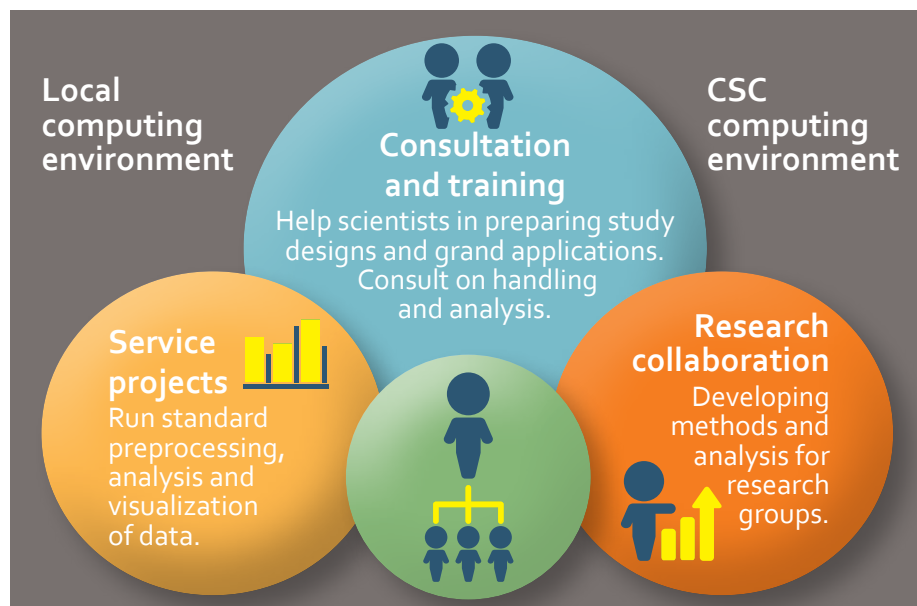 Local
computing
environment
CSC
computing
environment
Consultation
and training
Help scientists in preparing study
designs and grand applications.
Consult on handling
and analysis.
Service
projects
Run standard
preprocessing,
analysis and
visualization
of data.
Research
collaboration
Developing
methods and
analysis for
research
groups.